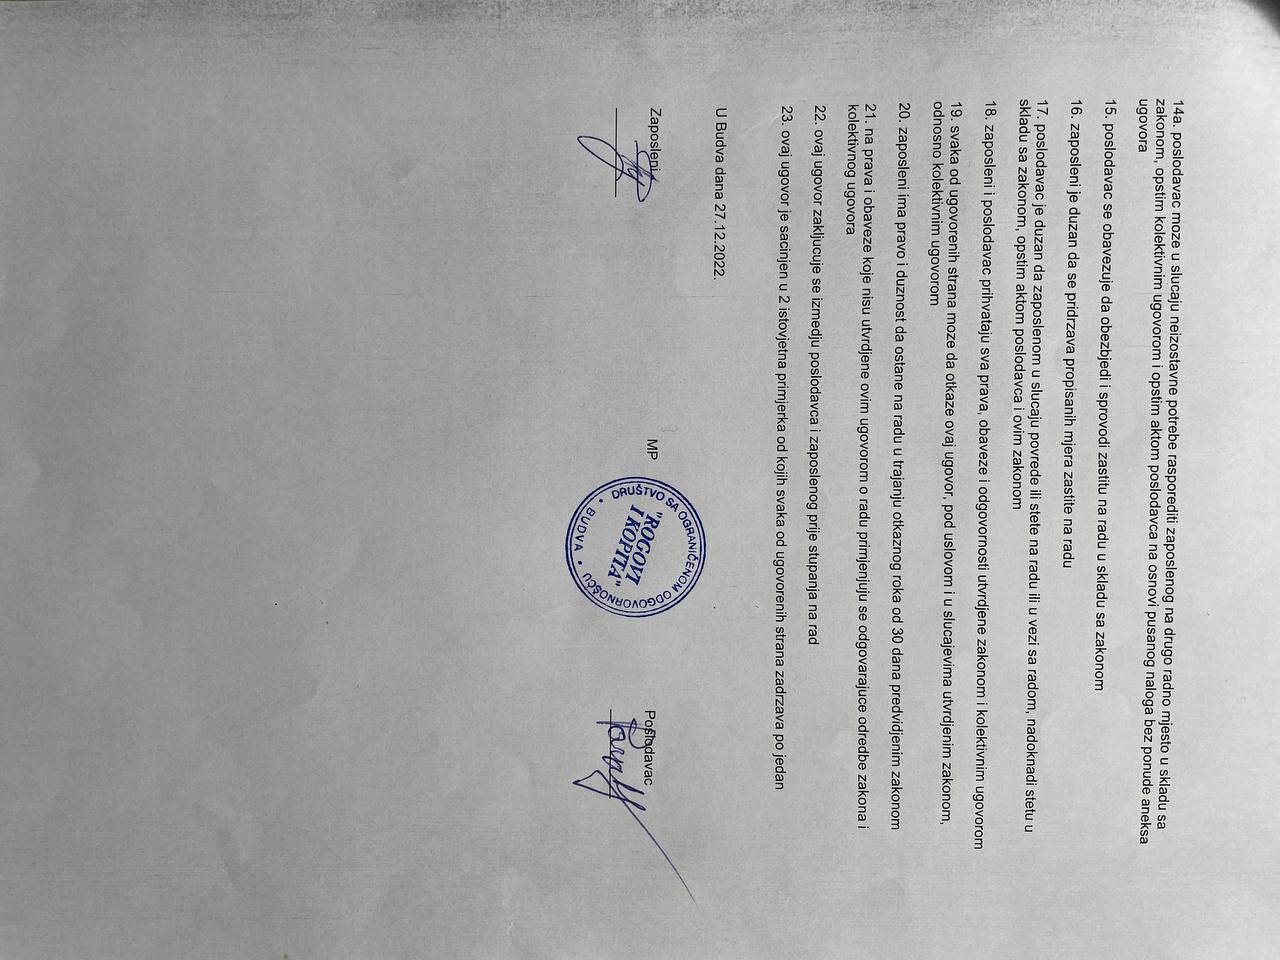 14a. poslodavac moze u slucaju neizostavne potrebe rasporediti zaposlenog na drugo radno mjesto u skladu sa
zakonom, opstim kolektivnim ugovorom i opstim aktom poslodavca na osnovi pusanog naloga bez ponude aneksa
ugovora
15. poslodavac se obavezuje da obezbjedi i sprovodi zastitu na radu u skladu sa zakonom
16. zaposleni je duzan da se pridrzava propisanih mjera zastite na radu
17. poslodavac je duzan da zaposlenom u slucaju povrede ili stete na radu ili u vezi sa radom, nadoknadi stetu u
skladu sa zakonom, opstim aktom poslodavca i ovim zakonom
18. zaposleni i poslodavac prihvataju sva prava, obaveze i odgovornosti utvrdjene zakonom i kolektivnim ugovorom
19. svaka od ugovorenih strana moze da otkaze ovaj ugovor, pod uslovom i u slucajevima utvrdjenim zakonom,
odnosno kolektivnim ugovorom
20. zaposleni ima pravo i duznost da ostane na radu u trajanju otkaznog roka od 30 dana predvidjenim zakonom
21. na prava i obaveze koje nisu utvrdjene ovim ugovorom o radu primjenjuju se odgovarajuce odredbe zakona i
kolektivnog ugovora
22. ovaj ugovor zakljucuje se izmedju poslodavca i zaposlenog prije stupanja na rad
23. ovaj ugovor je sacinjen u 2 istovjetna primjerka od kojih svaka od ugovorenih strana zadrzava po jedan
U Budva dana 27.12.2022.
Zaposleni
MP
Poslodavac
DRUŠTVO SA OGRANIČENOM ODGOVORNOŠĆU
"ROGOVI
I KOPITA"
• BUDVA •